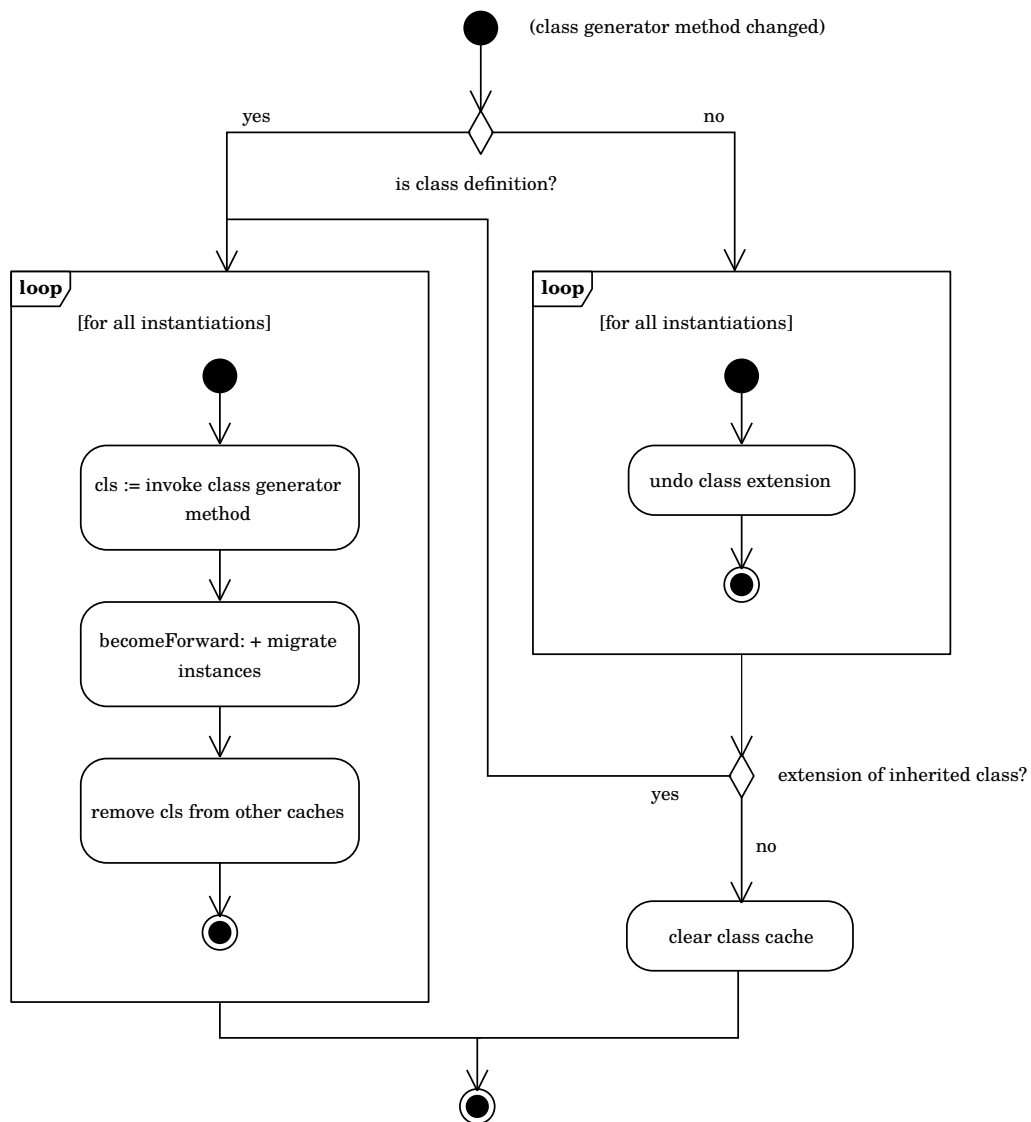 (class generator method changed)
yes
no
is class definition?
loop
[for all instantiations]
cls := invoke class generator
method
becomeForward: + migrate
instances
remove cls from other caches
loop
[for all instantiations]
undo class extension
extension of inherited class?
yes
no
clear class cache